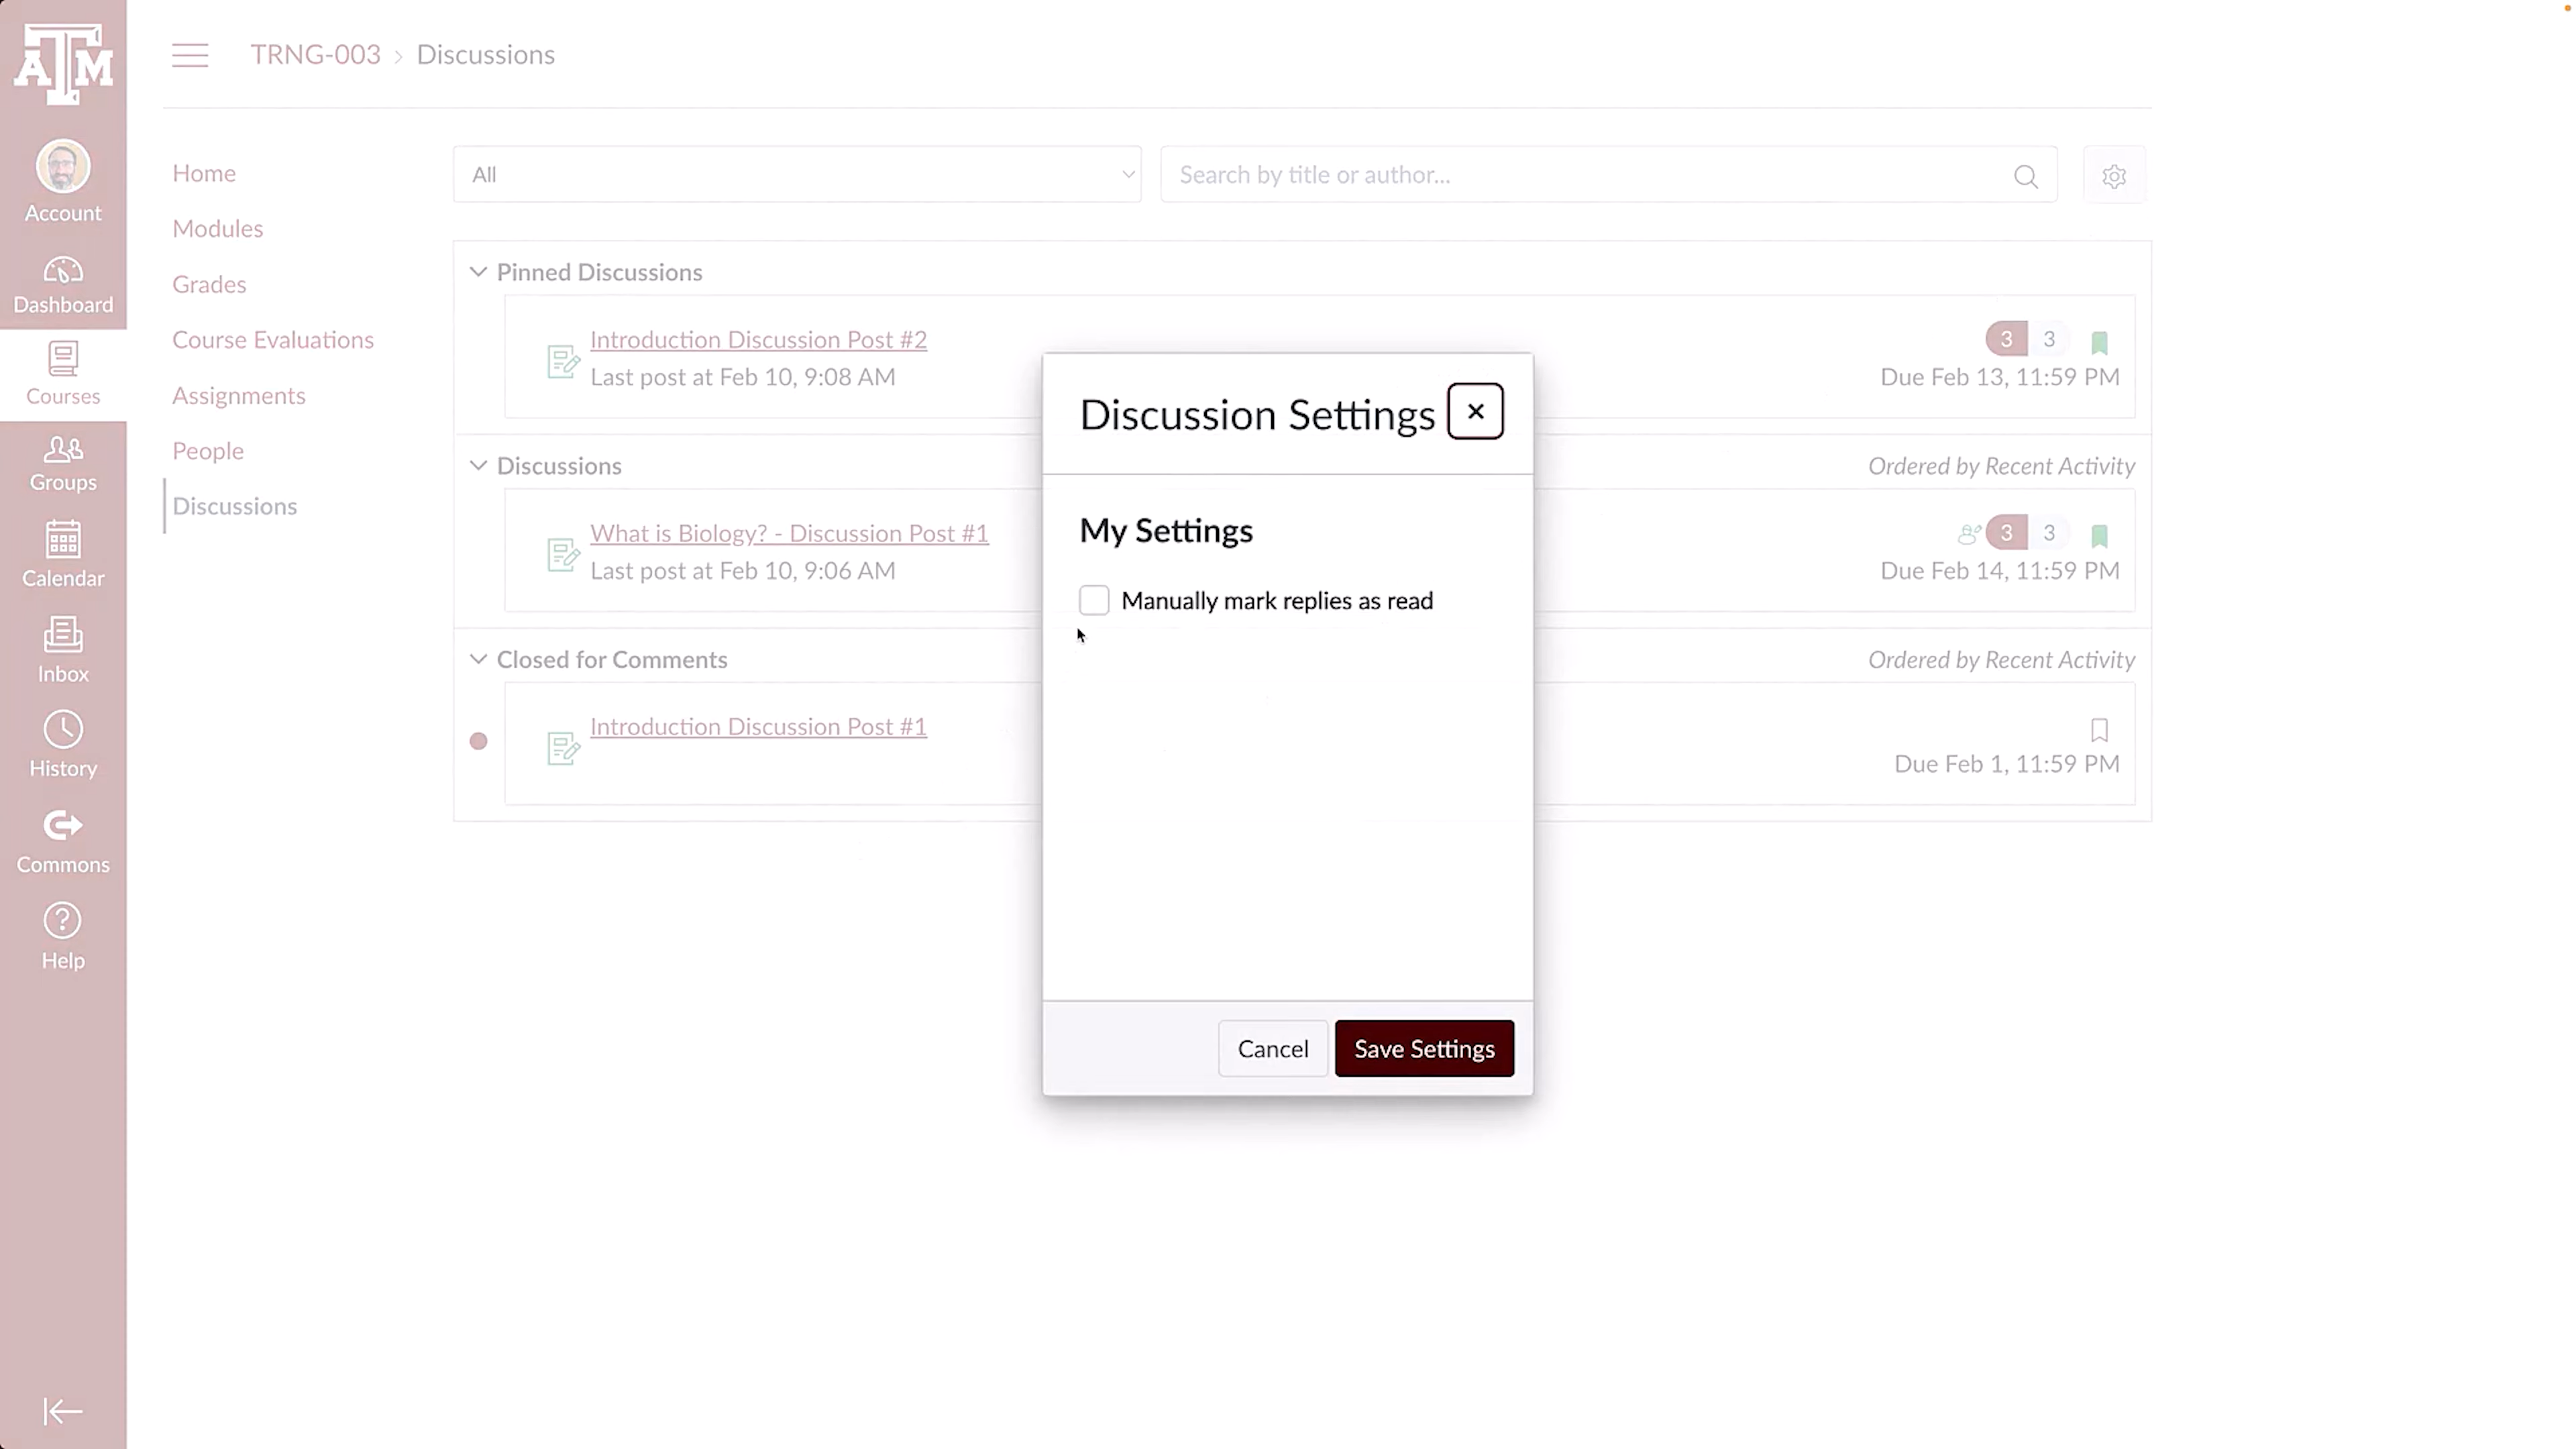 ATM
TRNG-003 > Discussions
Account
Dashboard
Courses
Groups
Calendar
Inbox
History
Commons
Help
Home
Modules
Grades
Course Evaluations
Assignments
People
Discussions
All
Search by title or author...
Pinned Discussions
Introduction Discussion Post #2
3 3
Last post at Feb 10, 9:08 AM
Due Feb 13, 11:59 PM
Discussions
Ordered by Recent Activity
What is Biology? - Discussion Post #1
3 3
Last post at Feb 10, 9:06 AM
Due Feb 14, 11:59 PM
Closed for Comments
Ordered by Recent Activity
Introduction Discussion Post #1
Due Feb 1, 11:59 PM
Discussion Settings
My Settings
Manually mark replies as read
Cancel
Save Settings